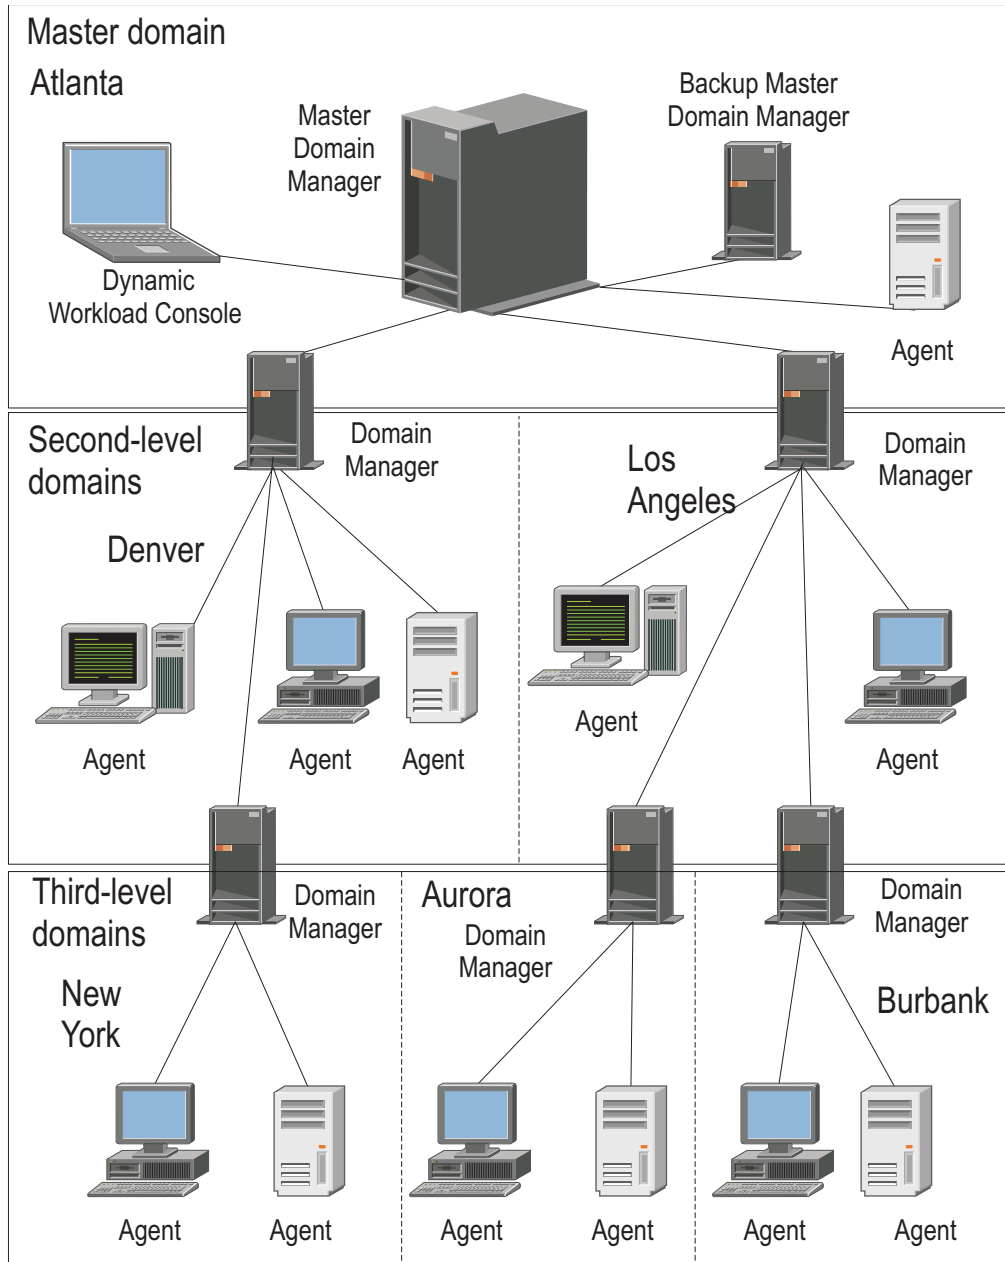 Master domain
Atlanta
Master
Domain
Manager
Backup Master
Domain Manager
Dynamic
Workload Console
Agent
Second-level
domains
Domain
Manager
Denver
Los
Angeles
Domain
Manager
Agent
Agent
Agent
Agent
Agent
Third-level
domains
Domain
Manager
New
York
Aurora
Domain
Manager
Domain
Manager
Burbank
Agent
Agent
Agent
Agent
Agent
Agent